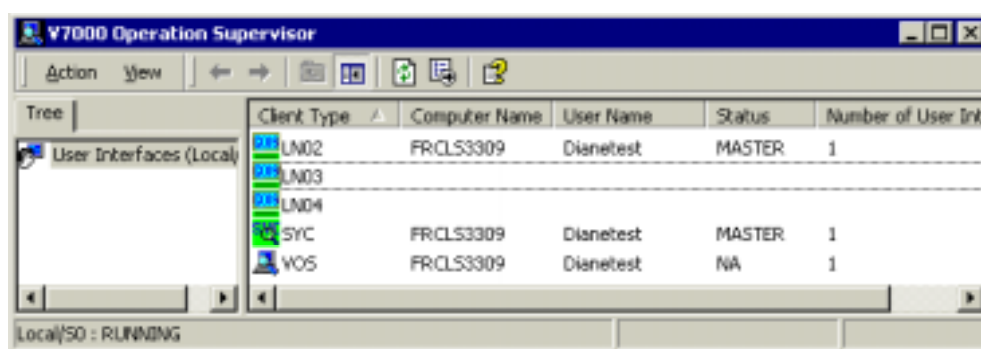 V7000 Operation Supervisor
Action View
Tree
Client Type Computer Name User Name Status Number of User Int
User Interfaces (Local/
LN02 FRCLS3309 Dianetest MASTER 1
LN03
LN04
SYC FRCLS3309 Dianetest MASTER 1
VOS FRCLS3309 Dianetest NA 1
Local/S0 : RUNNING